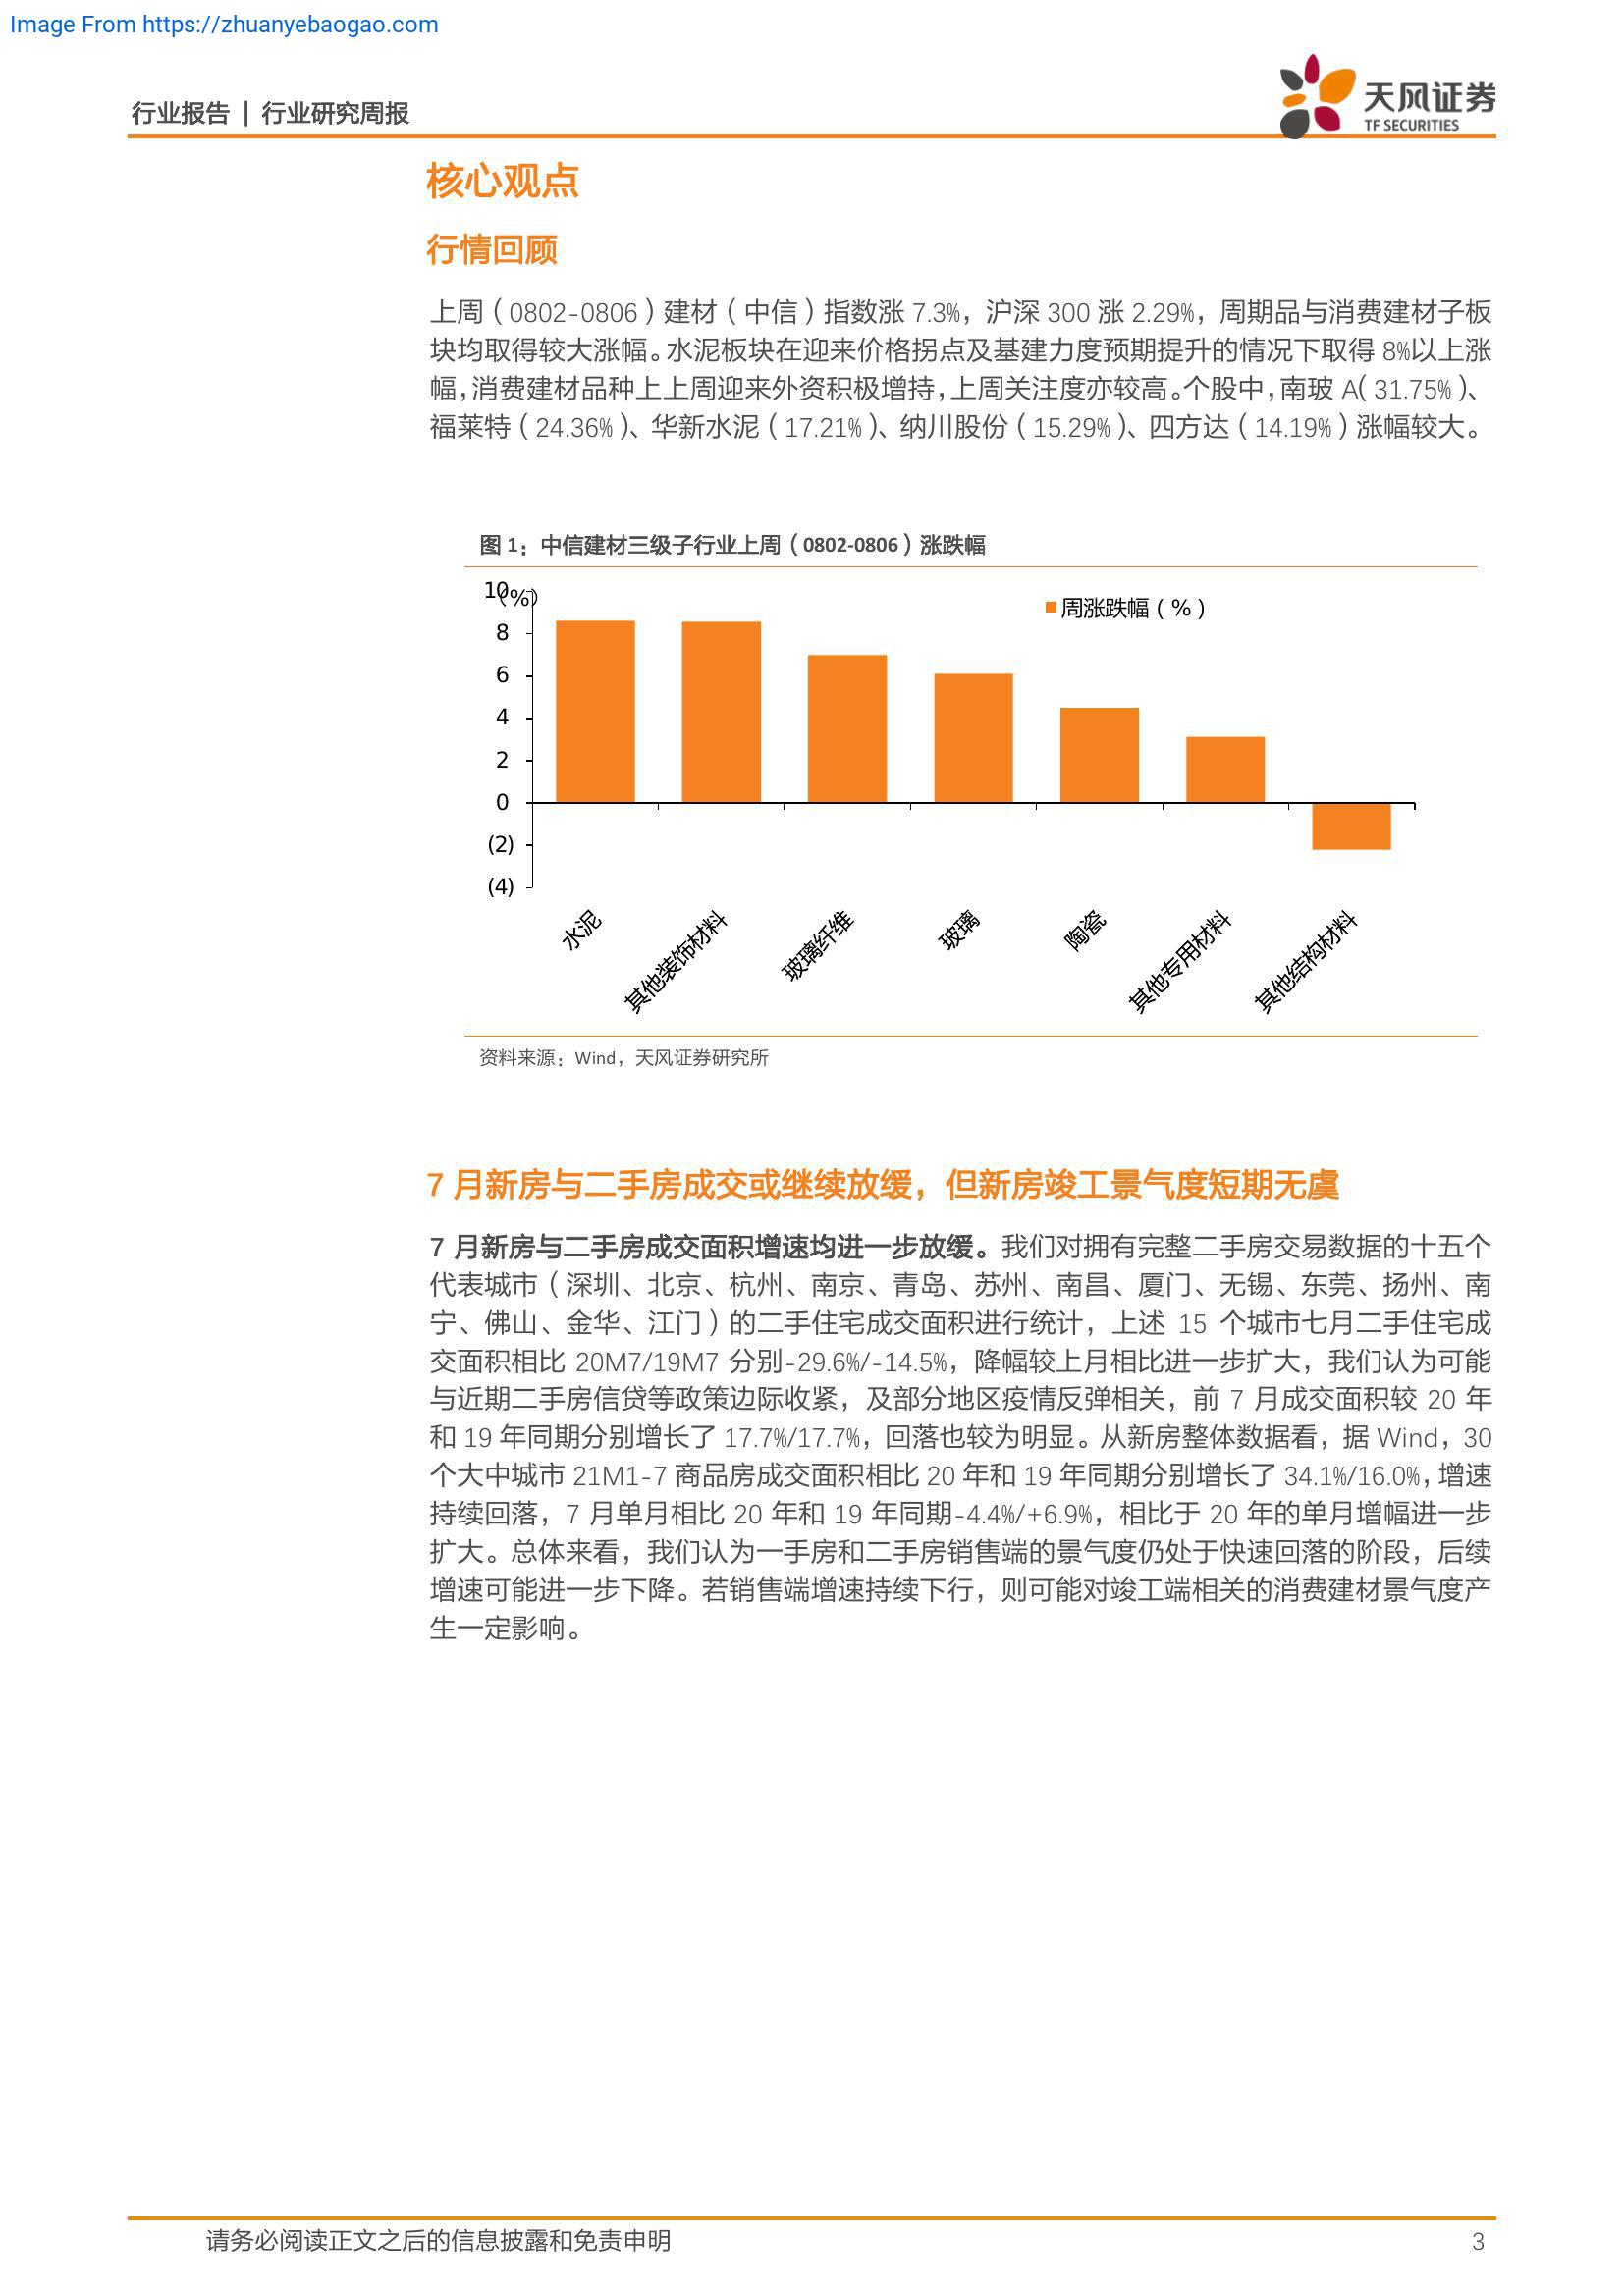 Image From https://zhuanyebaogao.com
行业报告 | 行业研究周报
天风证券
TF SECURITIES
核心观点
行情回顾
上周（0802-0806）建材（中信）指数涨 7.3%，沪深 300 涨 2.29%，周期品与消费建材子板
块均取得较大涨幅。水泥板块在迎来价格拐点及基建力度预期提升的情况下取得 8%以上涨
幅，消费建材品种上上周迎来外资积极增持，上周关注度亦较高。个股中，南玻 A（31.75%）、
福莱特（24.36%）、华新水泥（17.21%）、纳川股份（15.29%）、四方达（14.19%）涨幅较大。
图 1：中信建材三级子行业上周（0802-0806）涨跌幅
10
（%）
周涨跌幅（%）
8
6
4
2
0
(2)
(4)
水泥
其他装饰材料
玻璃纤维
玻璃
陶瓷
其他专用材料
其他结构材料
资料来源：Wind，天风证券研究所
7 月新房与二手房成交或继续放缓，但新房竣工景气度短期无虞
7 月新房与二手房成交面积增速均进一步放缓。我们对拥有完整二手房交易数据的十五个
代表城市（深圳、北京、杭州、南京、青岛、苏州、南昌、厦门、无锡、东莞、扬州、南
宁、佛山、金华、江门）的二手住宅成交面积进行统计，上述 15 个城市七月二手住宅成
交面积相比 20M7/19M7 分别-29.6%/-14.5%，降幅较上月相比进一步扩大，我们认为可能
与近期二手房信贷等政策边际收紧，及部分地区疫情反弹相关，前 7 月成交面积较 20 年
和 19 年同期分别增长了 17.7%/17.7%，回落也较为明显。从新房整体数据看，据 Wind，30
个大中城市 21M1-7 商品房成交面积相比 20 年和 19 年同期分别增长了 34.1%/16.0%，增速
持续回落，7 月单月相比 20 年和 19 年同期-4.4%/+6.9%，相比于 20 年的单月增幅进一步
扩大。总体来看，我们认为一手房和二手房销售端的景气度仍处于快速回落的阶段，后续
增速可能进一步下降。若销售端增速持续下行，则可能对竣工端相关的消费建材景气度产
生一定影响。
请务必阅读正文之后的信息披露和免责申明
3